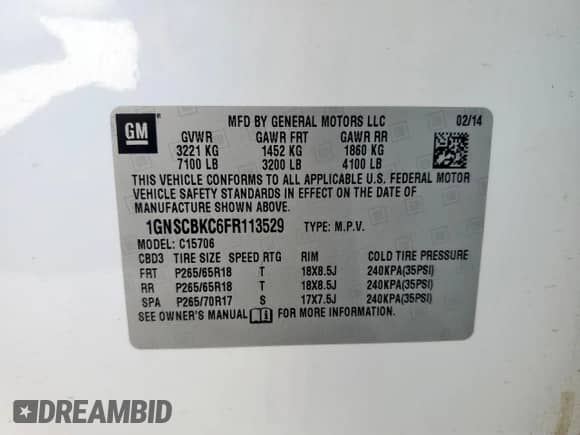 GM MFD BY GENERAL MOTORS LLC 02/14
GVWR GAWR FRT GAWR RR
3221 KG 1452 KG 1860 KG
7100 LB 3200 LB 4100 LB
THIS VEHICLE CONFORMS TO ALL APPLICABLE U.S. FEDERAL MOTOR
VEHICLE SAFETY STANDARDS IN EFFECT ON THE DATE OF
MANUFACTURE SHOWN ABOVE.
1GNSCBKC6FR113529 TYPE: M.P.V.
MODEL: C15706
CBD3 TIRE SIZE SPEED RTG RIM COLD TIRE PRESSURE
FRT P265/65R18 T 18X8.5J 240KPA(35PSI)
RR P265/65R18 T 18X8.5J 240KPA(35PSI)
SPA P265/70R17 S 17X7.5J 240KPA(35PSI)
SEE OWNER'S MANUAL FOR MORE INFORMATION
DREAMBID